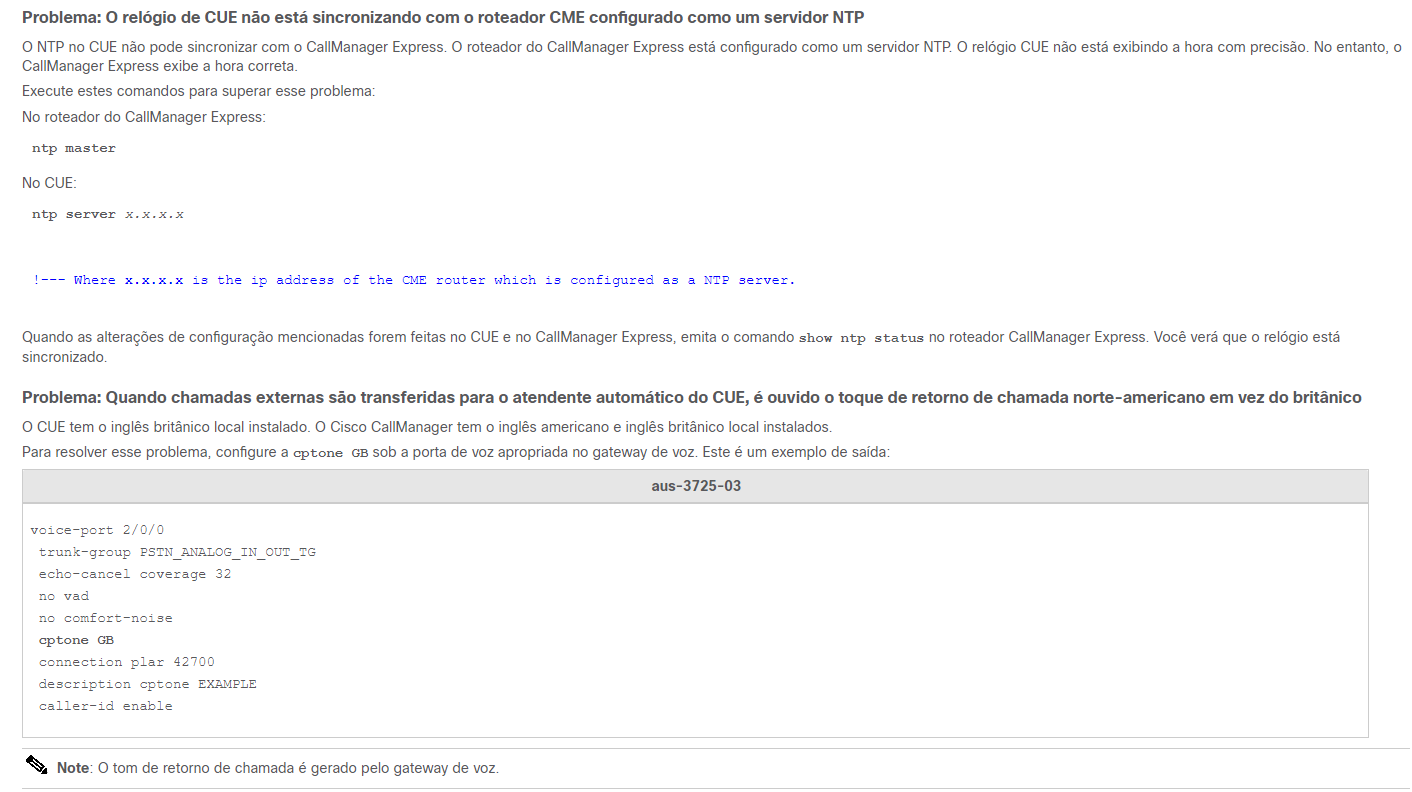 Problema: O relógio de CUE não está sincronizando com o roteador CME configurado como um servidor NTP
O NTP no CUE não pode sincronizar com o CallManager Express. O roteador do CallManager Express está configurado como um servidor NTP. O relógio CUE não está exibindo a hora com precisão. No entanto, o
CallManager Express exibe a hora correta.
Execute estes comandos para superar esse problema:
No roteador do CallManager Express:
ntp master
No CUE:
ntp server x.x.x.x
!--- Where x.x.x.x is the ip address of the CME router which is configured as a NTP server.
Quando as alterações de configuração mencionadas forem feitas no CUE e no CallManager Express, emita o comando show ntp status no roteador CallManager Express. Você verá que o relógio está
sincronizado.
Problema: Quando chamadas externas são transferidas para o atendente automático do CUE, é ouvido o toque de retorno de chamada norte-americano em vez do britânico
O CUE tem o inglês britânico local instalado. O Cisco CallManager tem o inglês americano e inglês britânico local instalados.
Para resolver esse problema, configure a cptone GB sob a porta de voz apropriada no gateway de voz. Este é um exemplo de saída:
aus-3725-03
voice-port 2/0/0
trunk-group PSTN_ANALOG_IN_OUT_TG
echo-cancel coverage 32
no vad
no comfort-noise
cptone GB
connection plar 42700
description cptone EXAMPLE
caller-id enable
Note: O tom de retorno de chamada é gerado pelo gateway de voz.